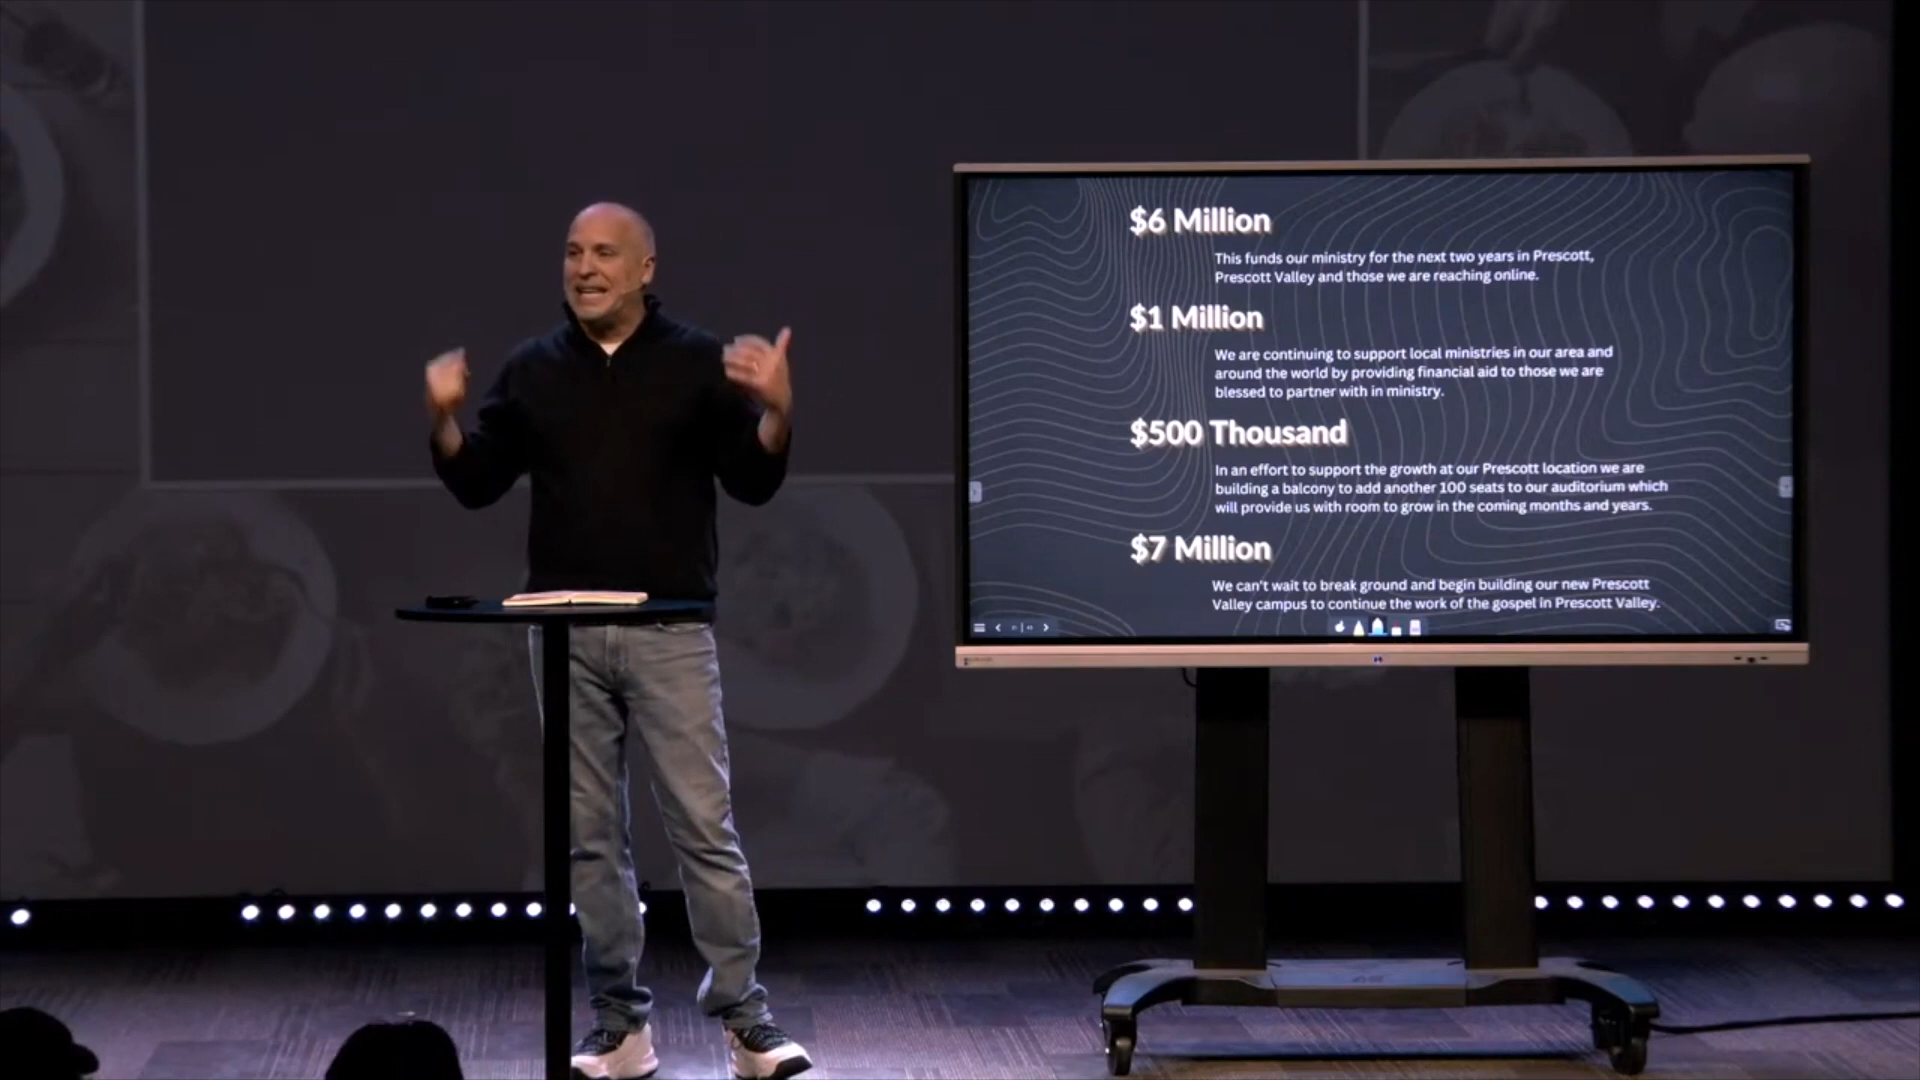 $6 Million
This funds our ministry for the next two years in Prescott,
Prescott Valley and those we are reaching online.
$1 Million
We are continuing to support local ministries in our area and
around the world by providing financial aid to those we are
blessed to partner with in ministry.
$500 Thousand
In an effort to support the growth at our Prescott location we are
building a balcony to add another 100 seats to our auditorium which
will provide us with room to grow in the coming months and years.
$7 Million
We can't wait to break ground and begin building our new Prescott
Valley campus to continue the work of the gospel in Prescott Valley.